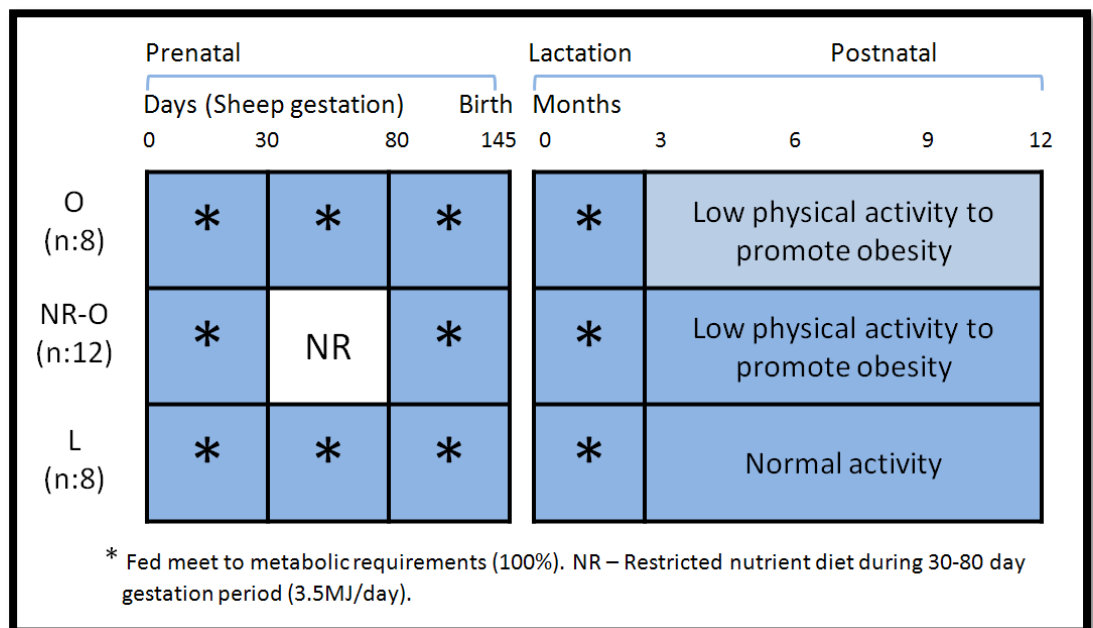 Prenatal Lactation Postnatal
Days (Sheep gestation) Birth Months
0 30 80 145 0 3 6 9 12
O
(n:8)
* * * *
Low physical activity to
promote obesity
NR-O
(n:12)
* NR * *
Low physical activity to
promote obesity
L
(n:8)
* * * *
Normal activity
* Fed meet to metabolic requirements (100%). NR – Restricted nutrient diet during 30-80 day
gestation period (3.5MJ/day).